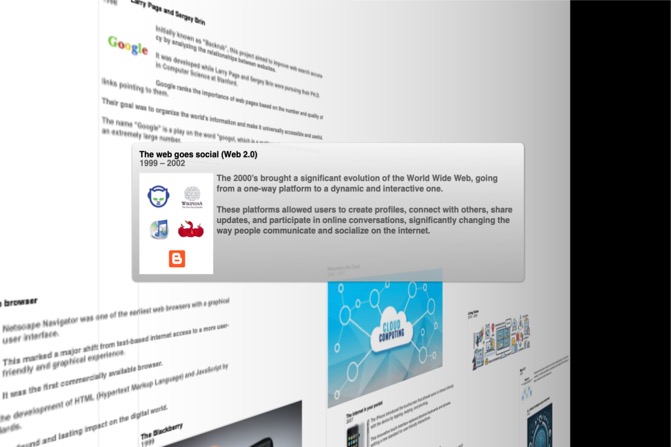 Larry Page and Sergey Brin
1998
Initially known as "Backrub", this project aimed to improve web search accura
cy by analyzing the relationships between websites.
Google
It was developed while Larry Page and Sergey Brin were pursuing their Ph.D.
in Computer Science at Stanford.
Google ranks the importance of web pages based on the number and quality of
links pointing to them.
Their goal was to organize the world's information and make it universally accessible and useful.
The name "Google" is a play on the word "googol, which is a
an extremely large number.
The web goes social (Web 2.0)
1999 – 2002
The 2000's brought a significant evolution of the World Wide Web, going
from a one-way platform to a dynamic and interactive one.
WIKIPEDIA
These platforms allowed users to create profiles, connect with others, share
updates, and participate in online conversations, significantly changing the
way people communicate and socialize on the internet.
browser
Netscape Navigator was one of the earliest web browsers with a graphical
user interface.
This marked a major shift from text-based internet access to a more user-
friendly and graphical experience.
It was the first commercially available browser.
development of HTML (Hypertext Markup Language) and JavaScript by
ound and lasting impact on the digital world.
The Blackberry
1999
CLOUD
COMPUTING
The internet in your pocket
2007